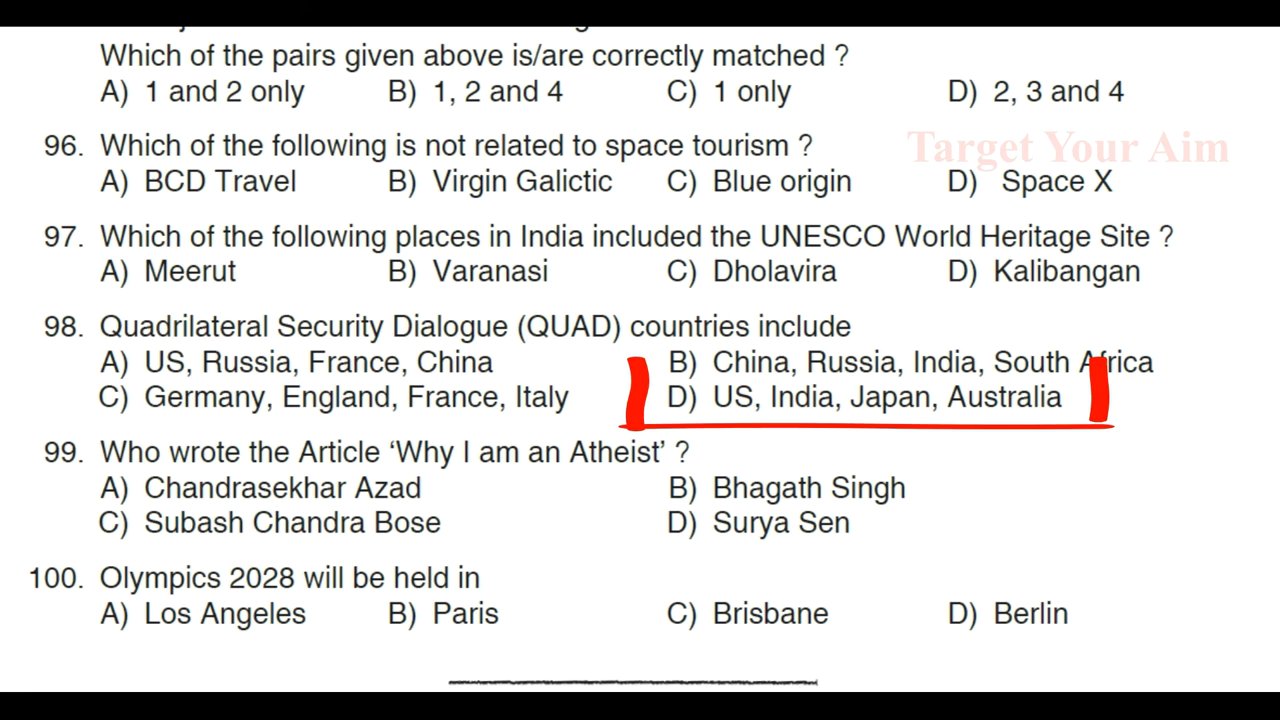 Which of the pairs given above is/are correctly matched ?
A) 1 and 2 only B) 1, 2 and 4 C) 1 only D) 2, 3 and 4
Target Your Aim
96. Which of the following is not related to space tourism ?
A) BCD Travel B) Virgin Galictic C) Blue origin D) Space X
97. Which of the following places in India included the UNESCO World Heritage Site ?
A) Meerut B) Varanasi C) Dholavira D) Kalibangan
98. Quadrilateral Security Dialogue (QUAD) countries include
A) US, Russia, France, China B) China, Russia, India, South Africa
C) Germany, England, France, Italy D) US, India, Japan, Australia
99. Who wrote the Article ‘Why I am an Atheist’ ?
A) Chandrasekhar Azad B) Bhagath Singh
C) Subash Chandra Bose D) Surya Sen
100. Olympics 2028 will be held in
A) Los Angeles B) Paris C) Brisbane D) Berlin